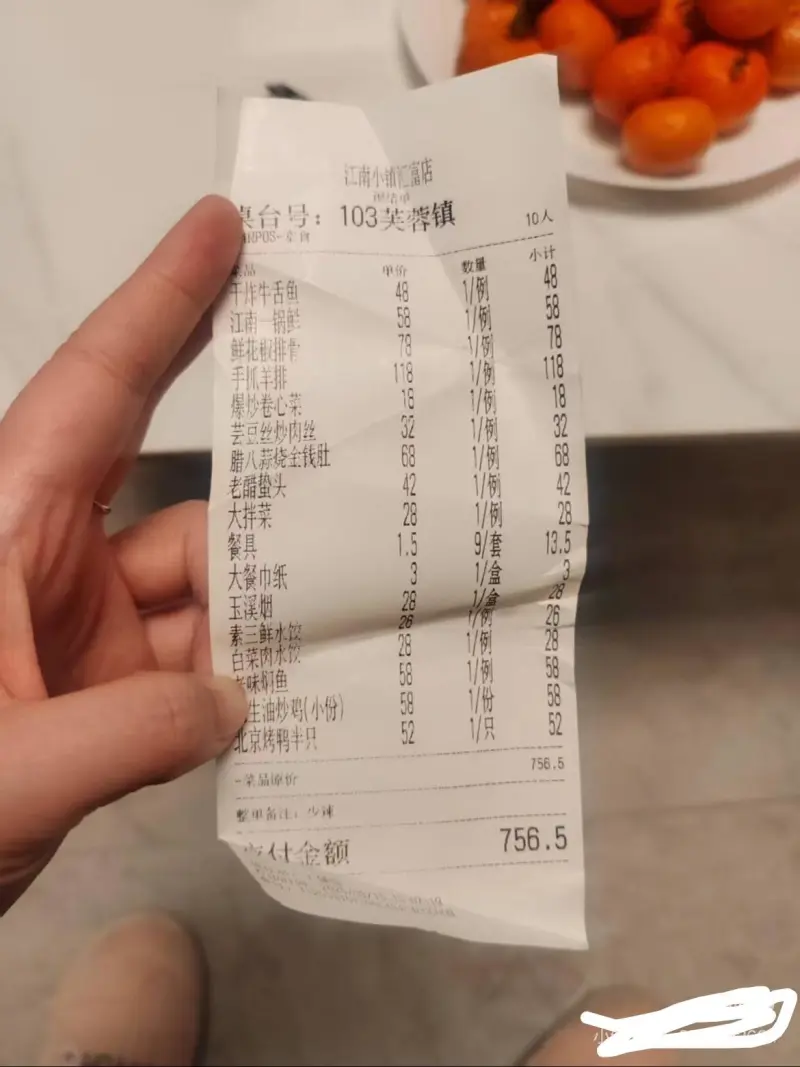 江南小镇汇富店
预结单
桌台号：103芙蓉镇 10人
菜品 单价 数量 小计
干炸牛舌鱼 48 1/例 48
江南一锅鲜 58 1/例 58
鲜花椒排骨 78 1/例 78
手抓羊排 118 1/例 118
爆炒卷心菜 18 1/例 18
芸豆丝炒肉丝 32 1/例 32
腊八蒜烧金钱肚 68 1/例 68
老醋蛰头 42 1/例 42
大拌菜 28 1/例 28
餐具 1.5 9/套 13.5
大餐巾纸 3 1/盒 3
玉溪烟 28 1/盒 28
素三鲜水饺 26 1/例 26
白菜肉水饺 28 1/例 28
味焖鱼 58 1/例 58
生油炒鸡(小份) 58 1/份 58
北京烤鸭半只 52 1/只 52
756.5
-菜品原价
整单备注：少辣
应付金额 756.5